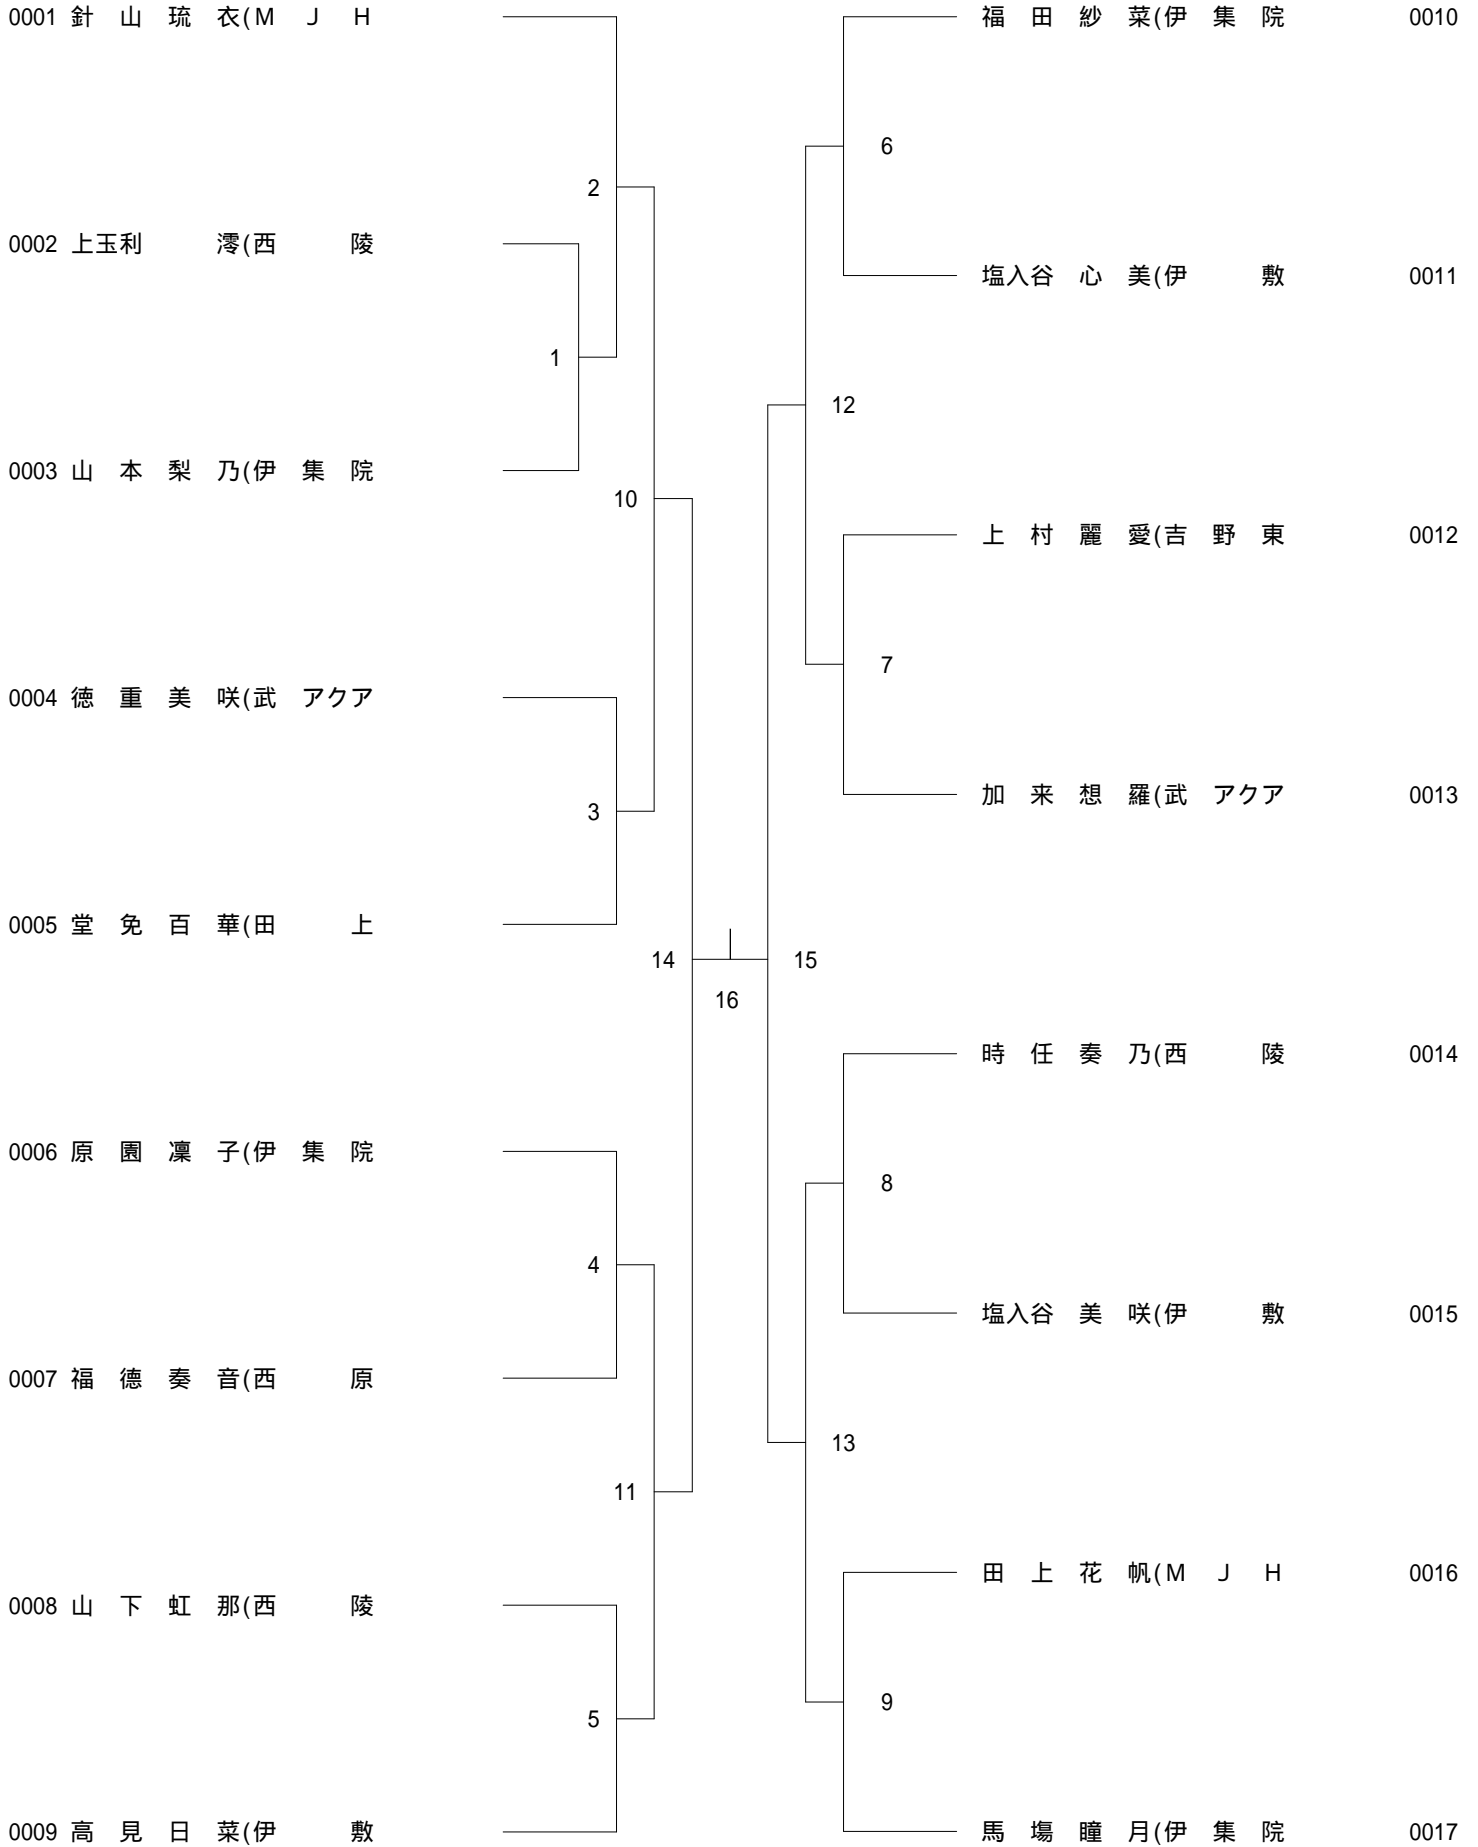 0001 針　山　琉　衣(Ｍ　Ｊ　Ｈ
2
0002 上玉利　　　澪(西　　　陵
1
0003 山　本　梨　乃(伊　集　院
10
0004 徳　重　美　咲(武　アクア
3
0005 堂　免　百　華(田　　　上
14
16
0006 原　園　凜　子(伊　集　院
4
0007 福　德　奏　音(西　　　原
11
0008 山　下　虹　那(西　　　陵
5
0009 高　見　日　菜(伊　　　敷
福　田　紗　菜(伊　集　院 0010
6
塩入谷　心　美(伊　　　敷 0011
12
上　村　麗　愛(吉　野　東 0012
7
加　来　想　羅(武　アクア 0013
15
時　任　奏　乃(西　　　陵 0014
8
塩入谷　美　咲(伊　　　敷 0015
13
田　上　花　帆(Ｍ　Ｊ　Ｈ 0016
9
馬　塲　瞳　月(伊　集　院 0017